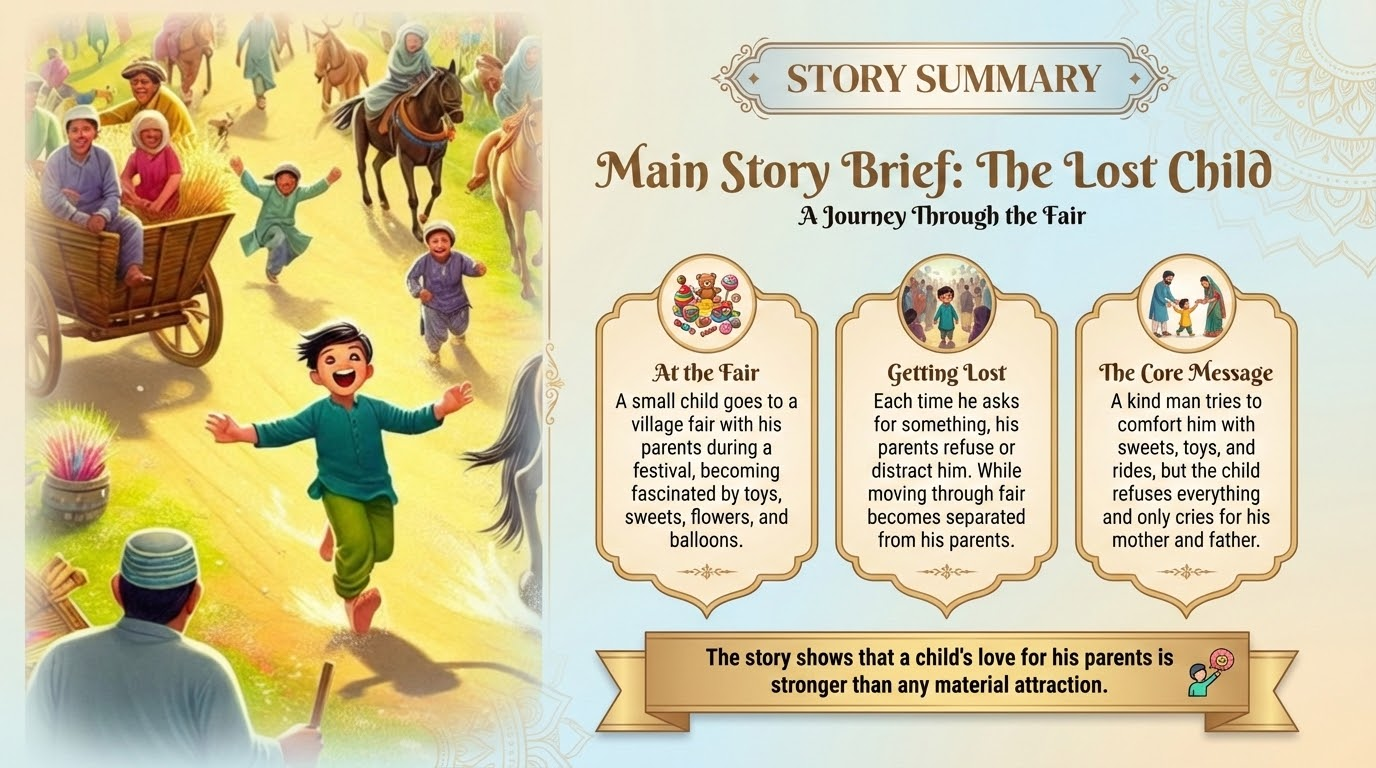 STORY SUMMARY
Main Story Brief: The Lost Child
A Journey Through the Fair
At the Fair
A small child goes to a
village fair with his
parents during a
festival, becoming
fascinated by toys,
sweets, flowers, and
balloons.
Getting Lost
Each time he asks
for something, his
parents refuse or
distract him. While
moving through fair
becomes separated
from his parents.
The Core Message
A kind man tries to
comfort him with
sweets, toys, and
rides, but the child
refuses everything
and only cries for his
mother and father.
The story shows that a child's love for his parents is
stronger than any material attraction.